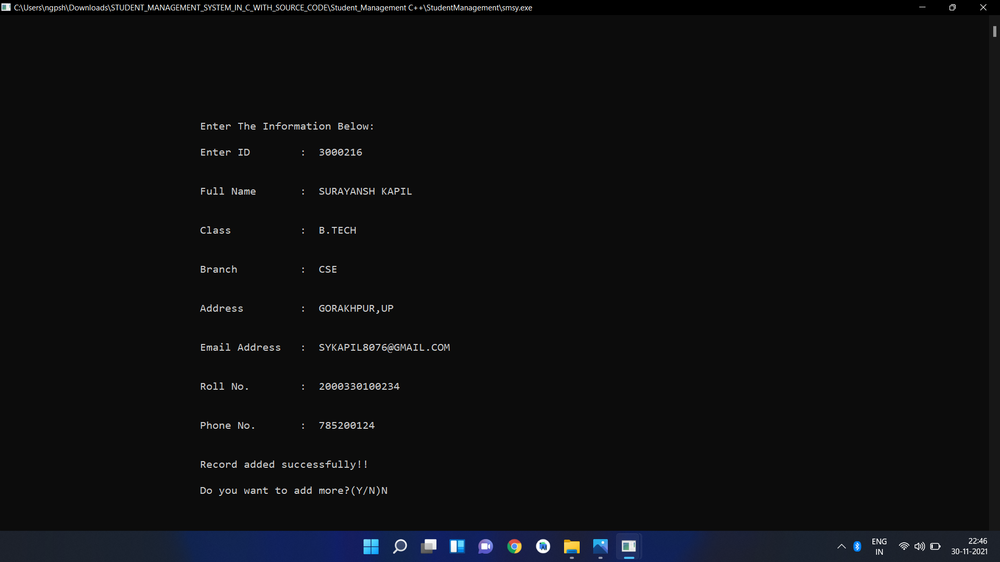 C:\Users\ngpsh\Downloads\STUDENT_MANAGEMENT_SYSTEM_IN_C_WITH_SOURCE_CODE\Student_Management C++\StudentManagement\smsy.exe
Enter The Information Below:
Enter ID : 3000216
Full Name : SURAYANSH KAPIL
Class : B.TECH
Branch : CSE
Address : GORAKHPUR,UP
Email Address : SYKAPIL8076@GMAIL.COM
Roll No. : 2000330100234
Phone No. : 785200124
Record added successfully!!
Do you want to add more?(Y/N)N
ENG
IN
22:46
30-11-2021